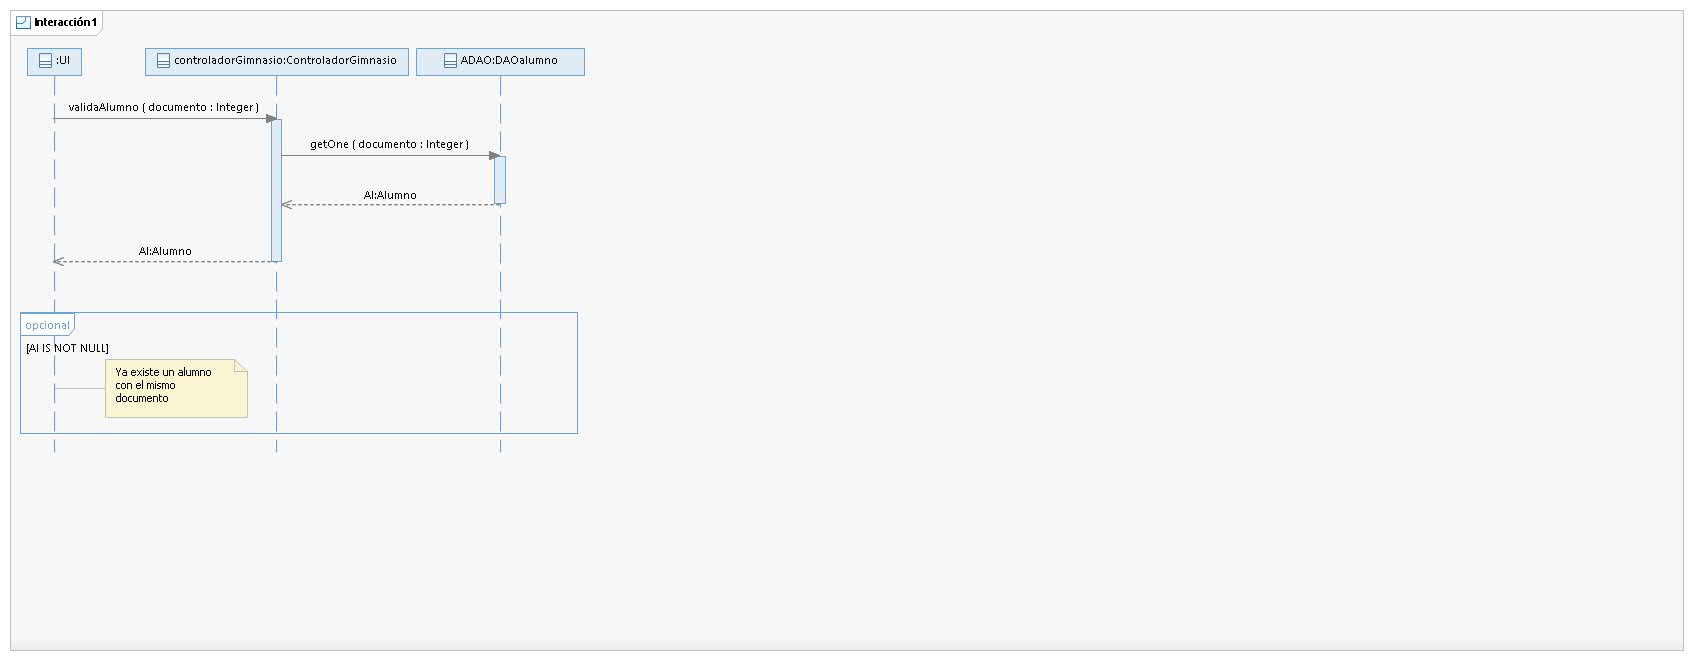 Interacción1
:UI
controladorGimnasio:ControladorGimnasio
ADAO:DAOalumno
validaAlumno ( documento : Integer )
getOne ( documento : Integer )
Al:Alumno
Al:Alumno
opcional
[Al IS NOT NULL]
Ya existe un alumno
con el mismo
documento